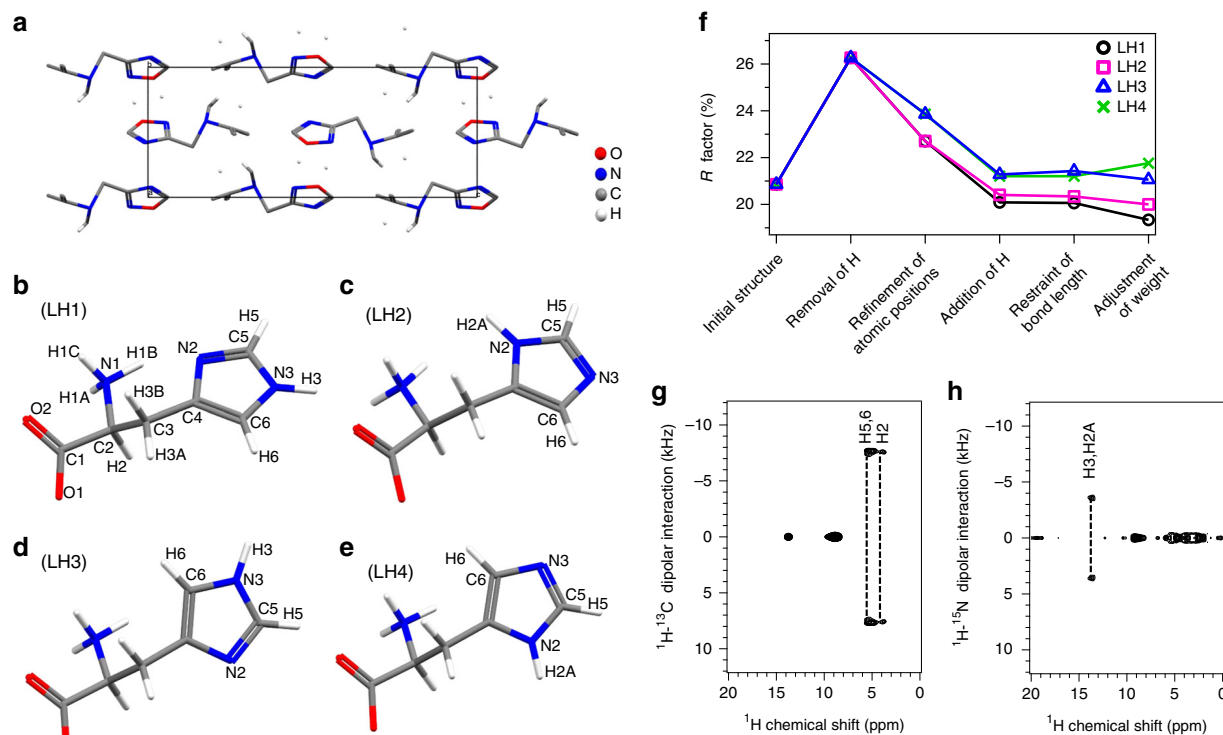 a
O
N
C
H
b
(LH1)
H5
C5
N2
N3
H3
H1C
N1
H1B
H1A
H3B
O2
C4
C6
C3
C1
C2
H2
H3A
H6
O1
c
(LH2)
H5
H2A
C5
N2
N3
C6
H6
d
(LH3)
H3
H6
C6
N3
C5
H5
N2
e
(LH4)
H6
N3
C6
C5
H5
N2
H2A
f
R factor (%)
26
24
22
20
LH1
LH2
LH3
LH4
Initial structure
Removal of H
Refinement of
atomic positions
Addition of H
Restraint of
bond length
Adjustment
of weight
g
¹H-¹³C dipolar interaction (kHz)
−10
−5
0
5
10
H5,6
H2
20 15 10 5 0
¹H chemical shift (ppm)
h
¹H-¹⁵N dipolar interaction (kHz)
−10
−5
0
5
10
H3,H2A
20 15 10 5 0
¹H chemical shift (ppm)